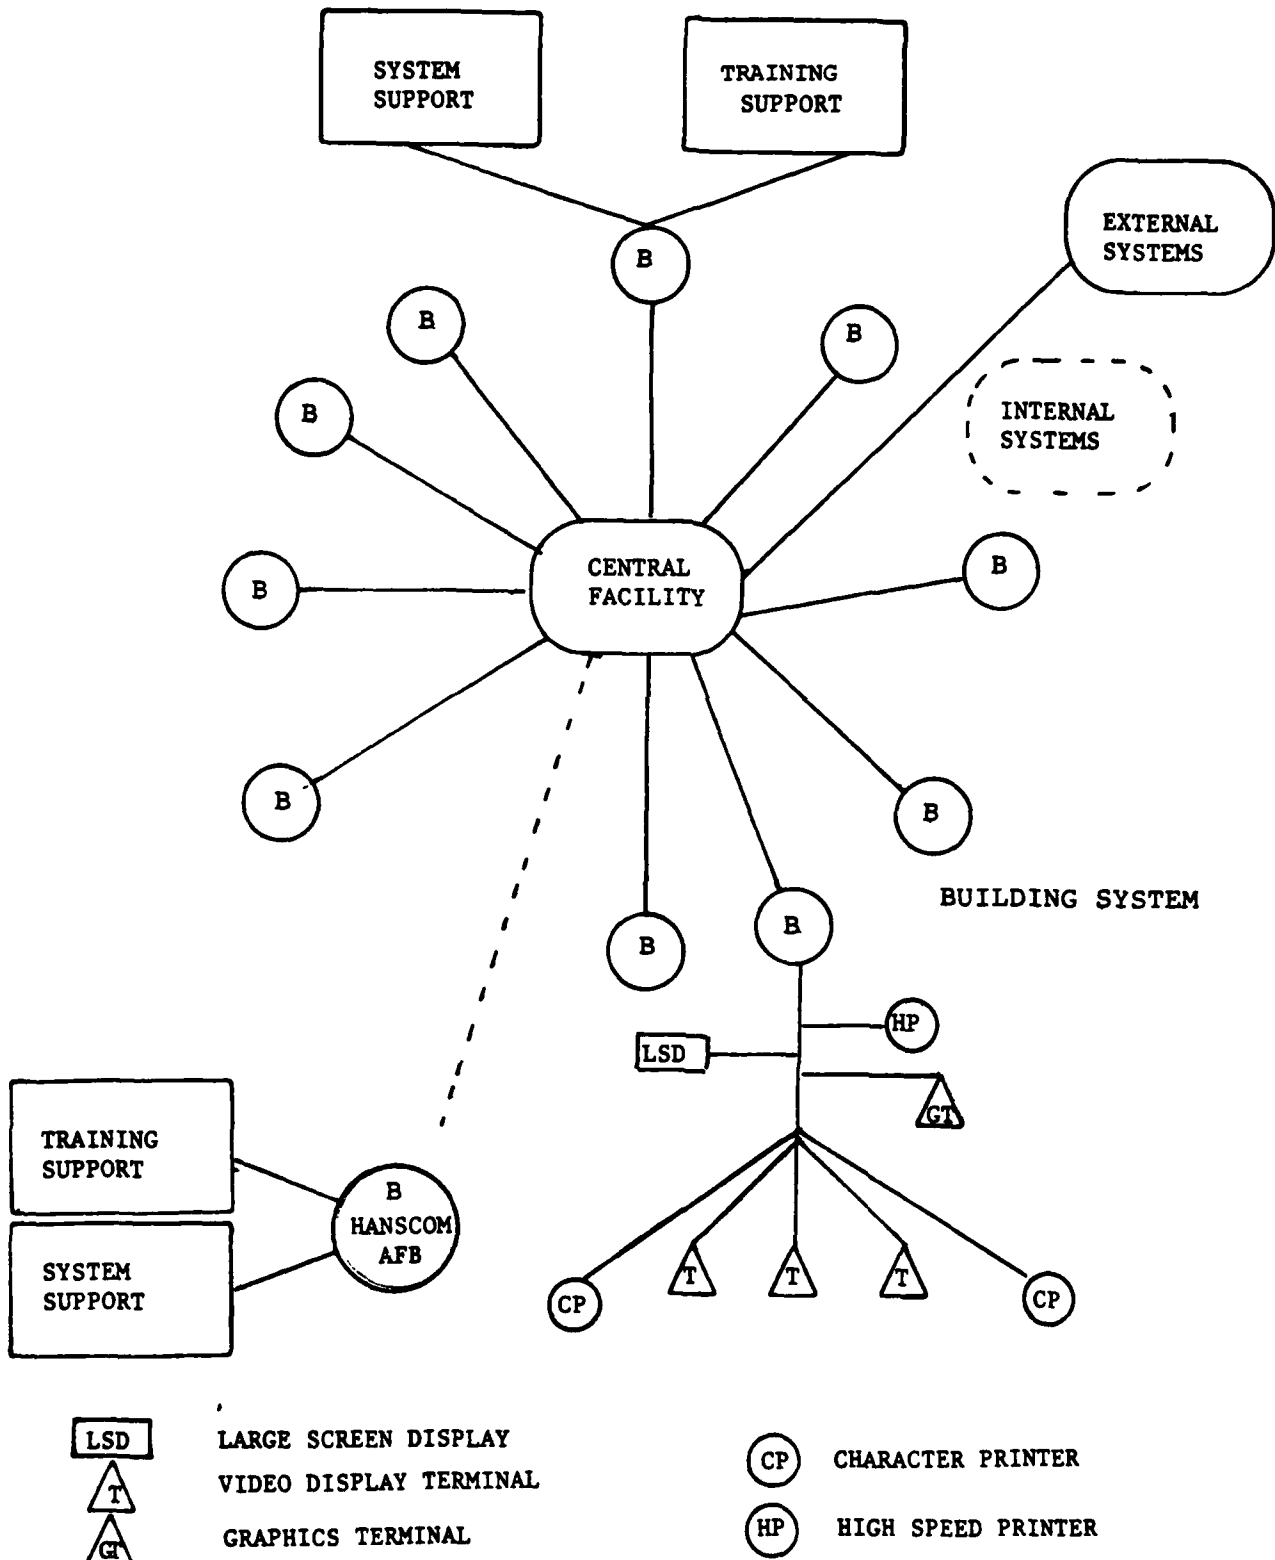 SYSTEM
SUPPORT
TRAINING
SUPPORT
EXTERNAL
SYSTEMS
B
B
B
B
INTERNAL
SYSTEMS
CENTRAL
FACILITY
B
B
B
B
BUILDING SYSTEM
B
B
HP
LSD
GT
TRAINING
SUPPORT
B
HANSCOM
AFB
SYSTEM
SUPPORT
T
T
T
CP
CP
LSD LARGE SCREEN DISPLAY
T VIDEO DISPLAY TERMINAL
GT GRAPHICS TERMINAL
CP CHARACTER PRINTER
HP HIGH SPEED PRINTER